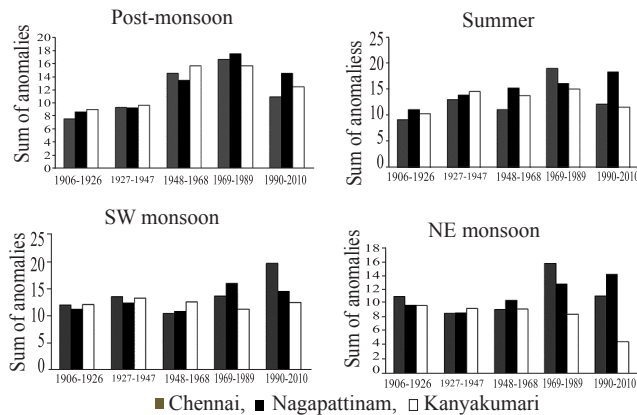 Post-monsoon
Sum of anomalies
20
18
16
14
12
10
8
6
4
2
0
1906-1926 1927-1947 1948-1968 1969-1989 1990-2010
Summer
Sum of anomaliess
25
20
15
10
5
0
1906-1926 1927-1947 1948-1968 1969-1989 1990-2010
SW monsoon
Sum of anomalies
25
20
15
10
5
0
1906-1926 1927-1947 1948-1968 1969-1989 1990-2010
NE monsoon
Sum of anomalies
18
16
14
12
10
8
6
4
2
0
1906-1926 1927-1947 1948-1968 1969-1989 1990-2010
Chennai, Nagapattinam, Kanyakumari